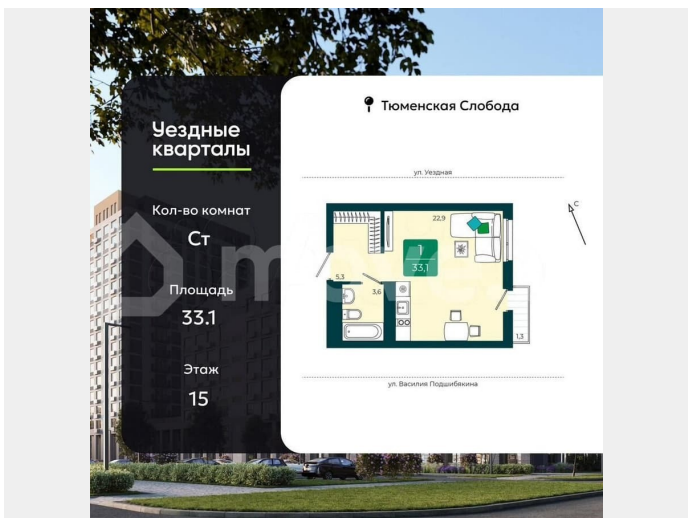 Уездные
кварталы
Кол-во комнат
Ст
Площадь
33.1
Этаж
15
Тюменская Слобода
ул. Уездная
С
22,9
1
33,1
5,3
3,6
1,3
ул. Василия Подшибякина